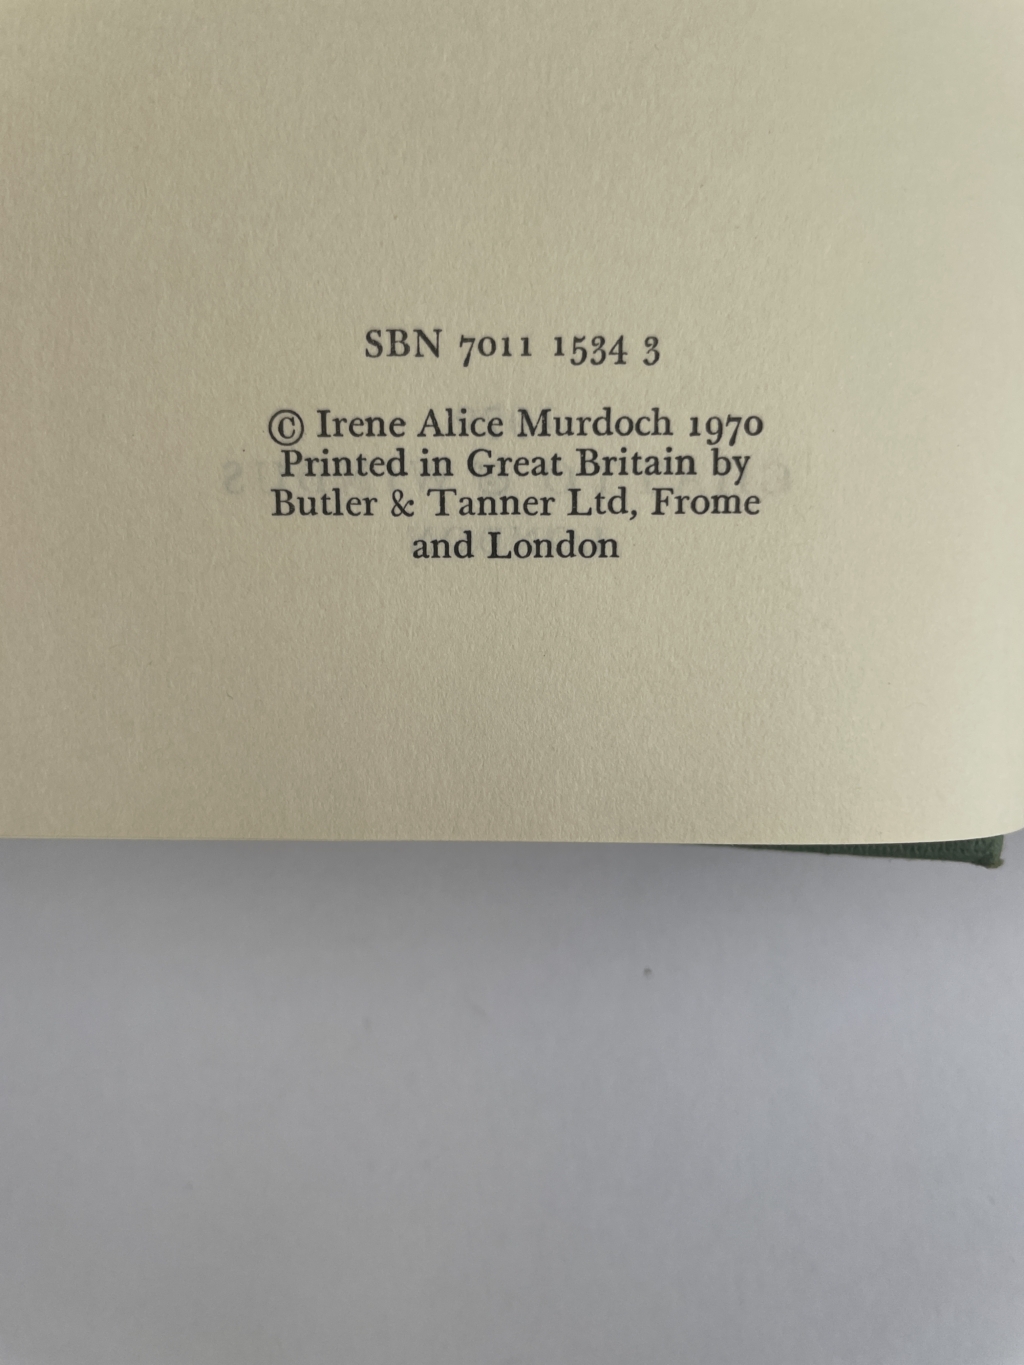 SBN 7011 1534 3
© Irene Alice Murdoch 1970
Printed in Great Britain by
Butler & Tanner Ltd, Frome
and London